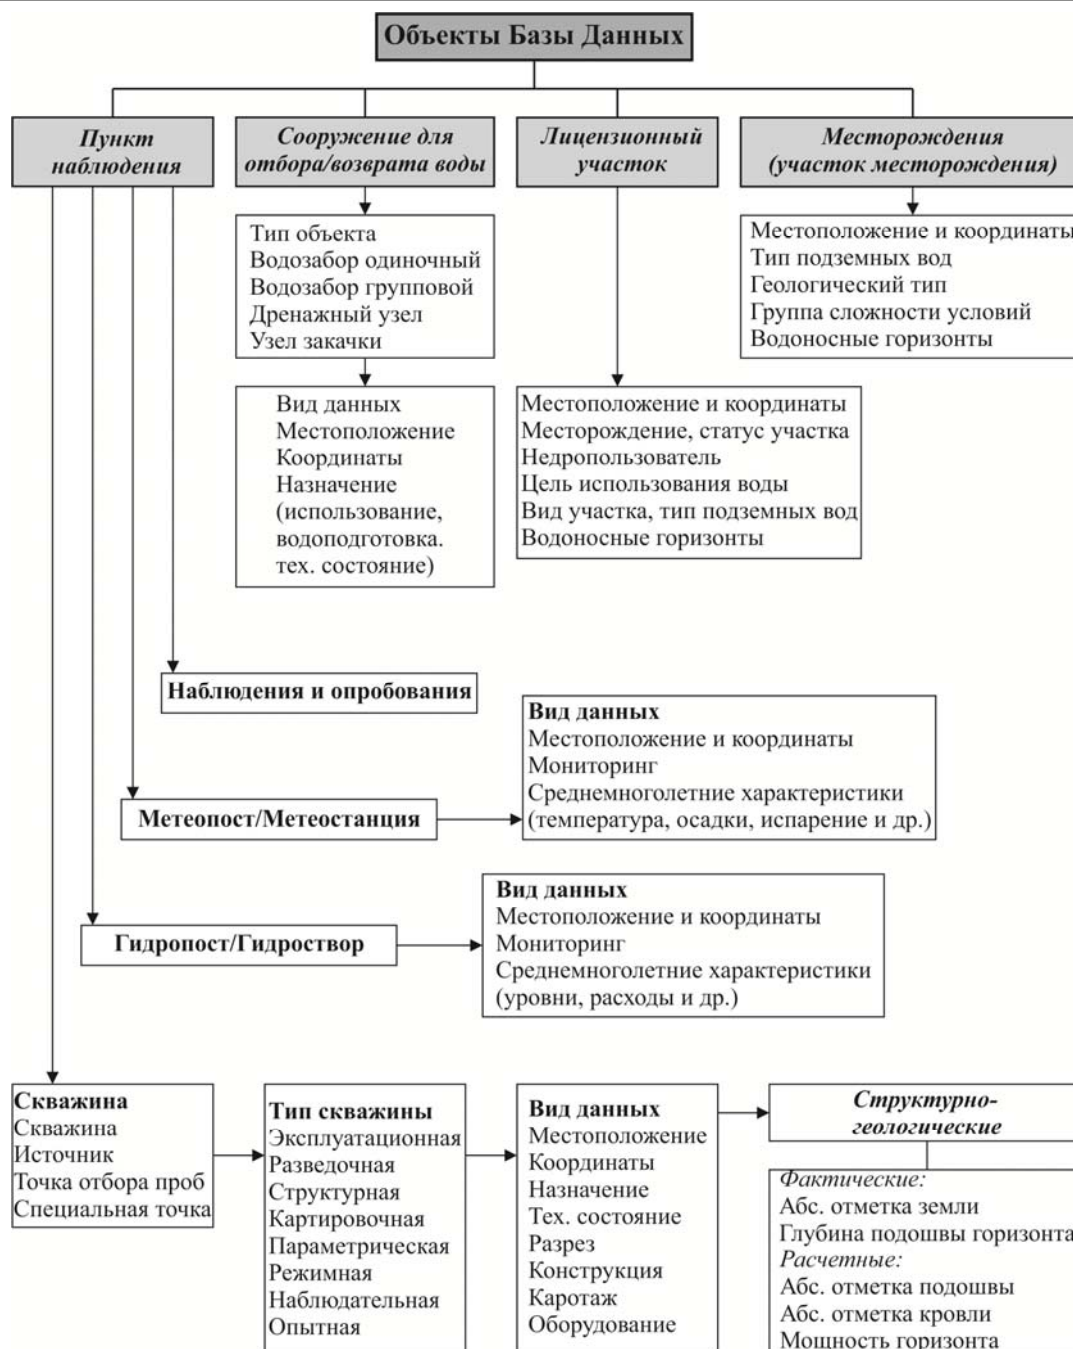 Объекты Базы Данных
Пункт
наблюдения
Сооружение для
отбора/возврата воды
Лицензионный
участок
Месторождения
(участок месторождения)
Тип объекта
Водозабор одиночный
Водозабор групповой
Дренажный узел
Узел закачки
Местоположение и координаты
Тип подземных вод
Геологический тип
Группа сложности условий
Водоносные горизонты
Вид данных
Местоположение
Координаты
Назначение
(использование,
водоподготовка.
тех. состояние)
Местоположение и координаты
Месторождение, статус участка
Недропользователь
Цель использования воды
Вид участка, тип подземных вод
Водоносные горизонты
Наблюдения и опробования
Вид данных
Местоположение и координаты
Мониторинг
Среднемноголетние характеристики
(температура, осадки, испарение и др.)
Метеопост/Метеостанция
Вид данных
Местоположение и координаты
Мониторинг
Среднемноголетние характеристики
(уровни, расходы и др.)
Гидропост/Гидроствор
Скважина
Скважина
Источник
Точка отбора проб
Специальная точка
Тип скважины
Эксплуатационная
Разведочная
Структурная
Картировочная
Параметрическая
Режимная
Наблюдательная
Опытная
Вид данных
Местоположение
Координаты
Назначение
Тех. состояние
Разрез
Конструкция
Каротаж
Оборудование
Структурно-
геологические
Фактические:
Абс. отметка земли
Глубина подошвы горизонта
Расчетные:
Абс. отметка подошвы
Абс. отметка кровли
Мощность горизонта